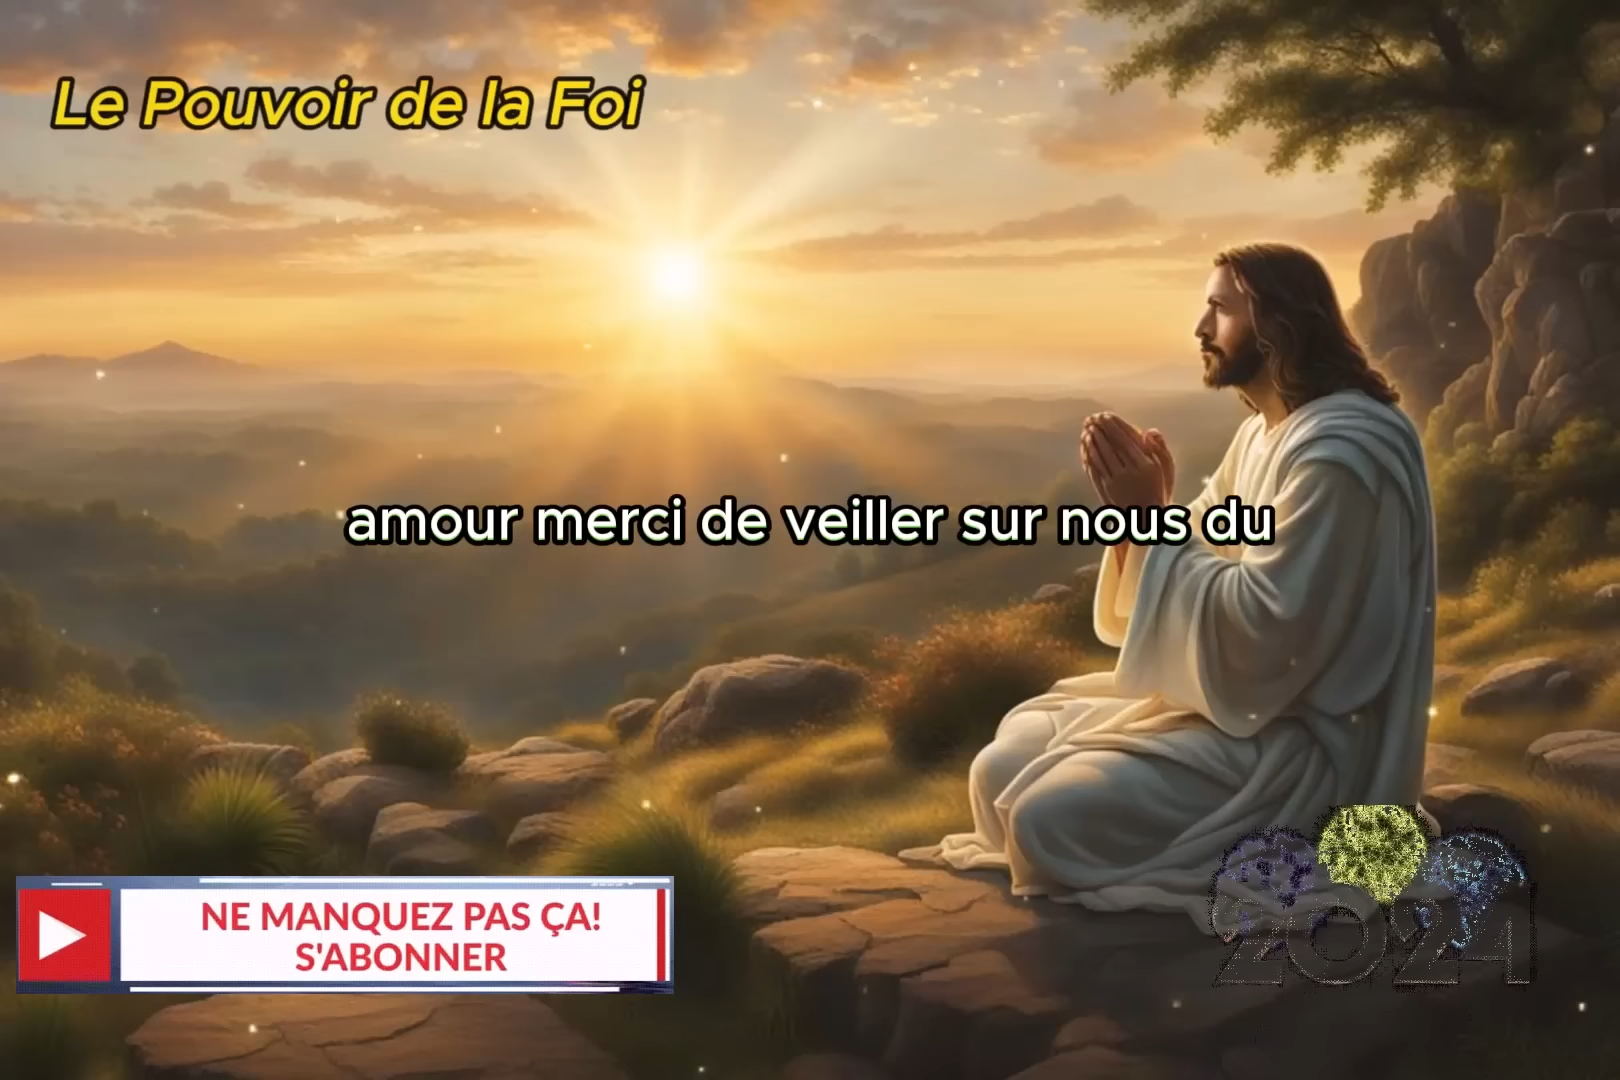 Le Pouvoir de la Foi
amour merci de veiller sur nous du
NE MANQUEZ PAS ÇA!
S'ABONNER
2024